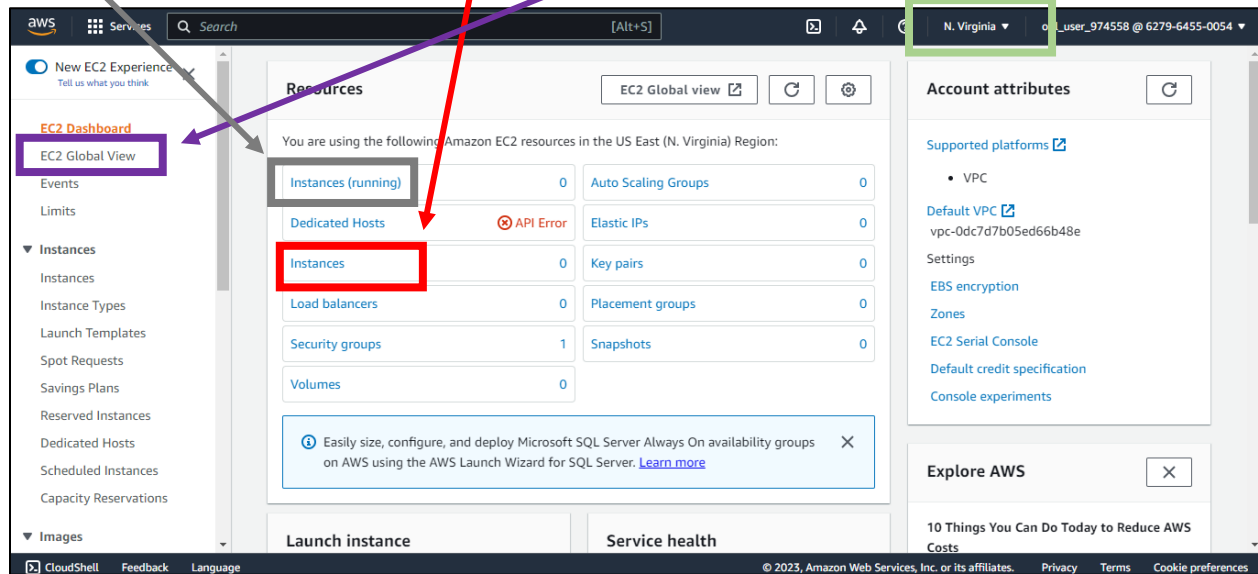 aws
Services
Search
[Alt+S]
N. Virginia
_user_974558 @ 6279-6455-0054
New EC2 Experience
Tell us what you think
EC2 Dashboard
EC2 Global View
Events
Limits
Instances
Instances
Instance Types
Launch Templates
Spot Requests
Savings Plans
Reserved Instances
Dedicated Hosts
Scheduled Instances
Capacity Reservations
Images
Resources
EC2 Global view
You are using the following Amazon EC2 resources in the US East (N. Virginia) Region:
Instances (running) 0
Auto Scaling Groups 0
Dedicated Hosts API Error
Elastic IPs 0
Instances 0
Key pairs 0
Load balancers 0
Placement groups 0
Security groups 1
Snapshots 0
Volumes 0
Easily size, configure, and deploy Microsoft SQL Server Always On availability groups
on AWS using the AWS Launch Wizard for SQL Server. Learn more
Launch instance
Service health
Account attributes
Supported platforms
• VPC
Default VPC
vpc-0dc7d7b05ed66b48e
Settings
EBS encryption
Zones
EC2 Serial Console
Default credit specification
Console experiments
Explore AWS
10 Things You Can Do Today to Reduce AWS
Costs
CloudShell
Feedback
Language
© 2023, Amazon Web Services, Inc. or its affiliates.
Privacy
Terms
Cookie preferences